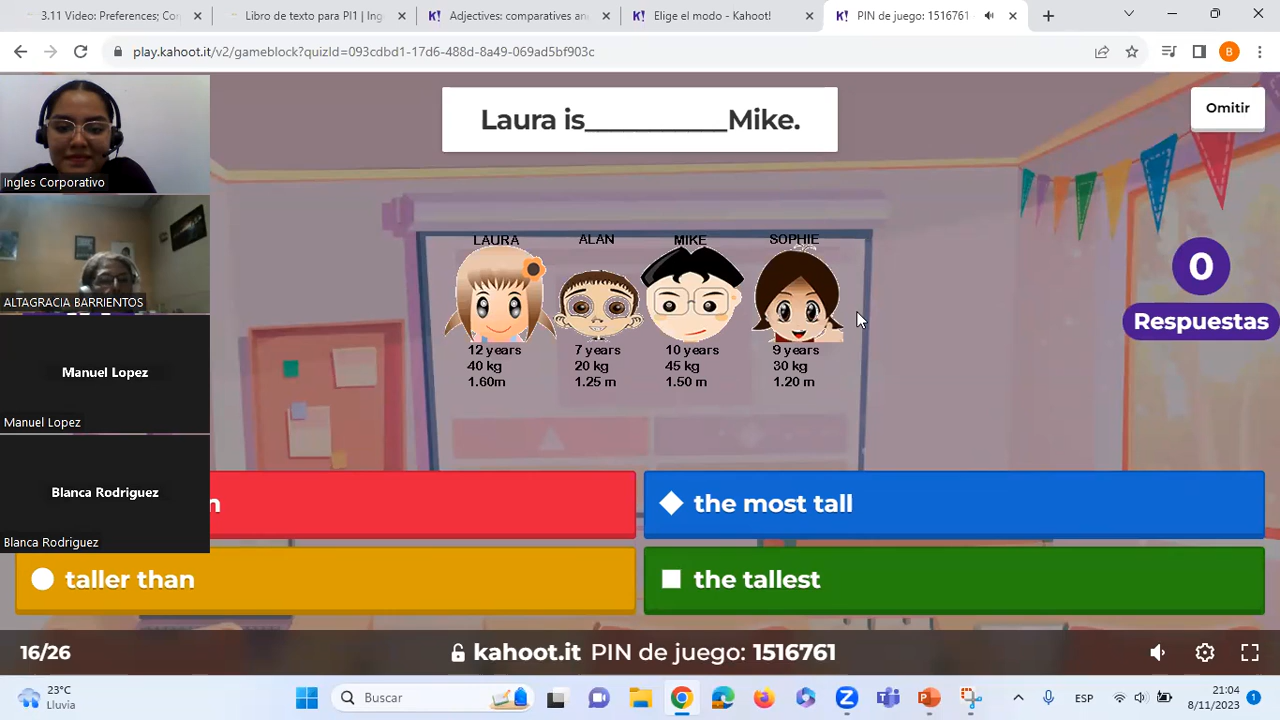 3.11 Video: Preferences; Cor
Libro de texto para PI1 | Ing
Adjectives: comparatives an
Elige el modo - Kahoot!
PIN de juego: 1516761
play.kahoot.it/v2/gameblock?quizId=093cdbd1-17d6-488d-8a49-069ad5bf903c
B
Laura is___________Mike.
Omitir
Ingles Corporativo
ALTAGRACIA BARRIENTOS
Manuel Lopez
Manuel Lopez
Blanca Rodriguez
Blanca Rodriguez
LAURA ALAN MIKE SOPHIE
12 years 7 years 10 years 9 years
40 kg 20 kg 45 kg 30 kg
1.60m 1.25 m 1.50 m 1.20 m
0
Respuestas
the most tall
taller than
the tallest
16/26
kahoot.it PIN de juego: 1516761
23°C
Lluvia
Buscar
ESP
21:04
8/11/2023
1